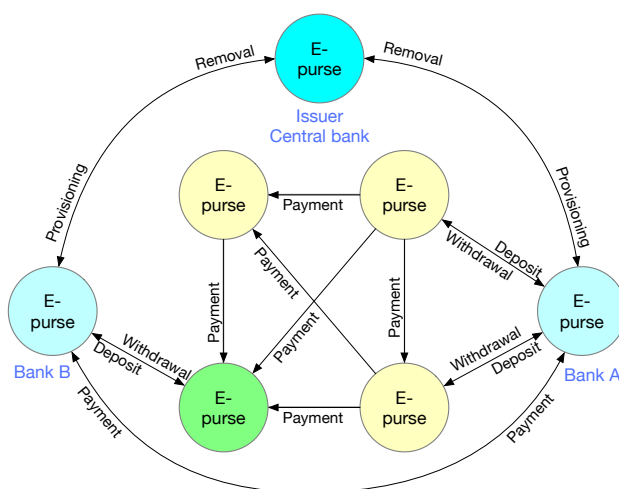 E-
purse
Removal
Removal
Issuer
Central bank
Provisioning
Provisioning
E-
purse
Payment
E-
purse
Deposit
Withdrawal
Payment
Payment
Payment
Payment
E-
purse
Bank B
E-
purse
Bank A
Withdrawal
Deposit
Withdrawal
Deposit
E-
purse
Payment
E-
purse
Payment
Payment